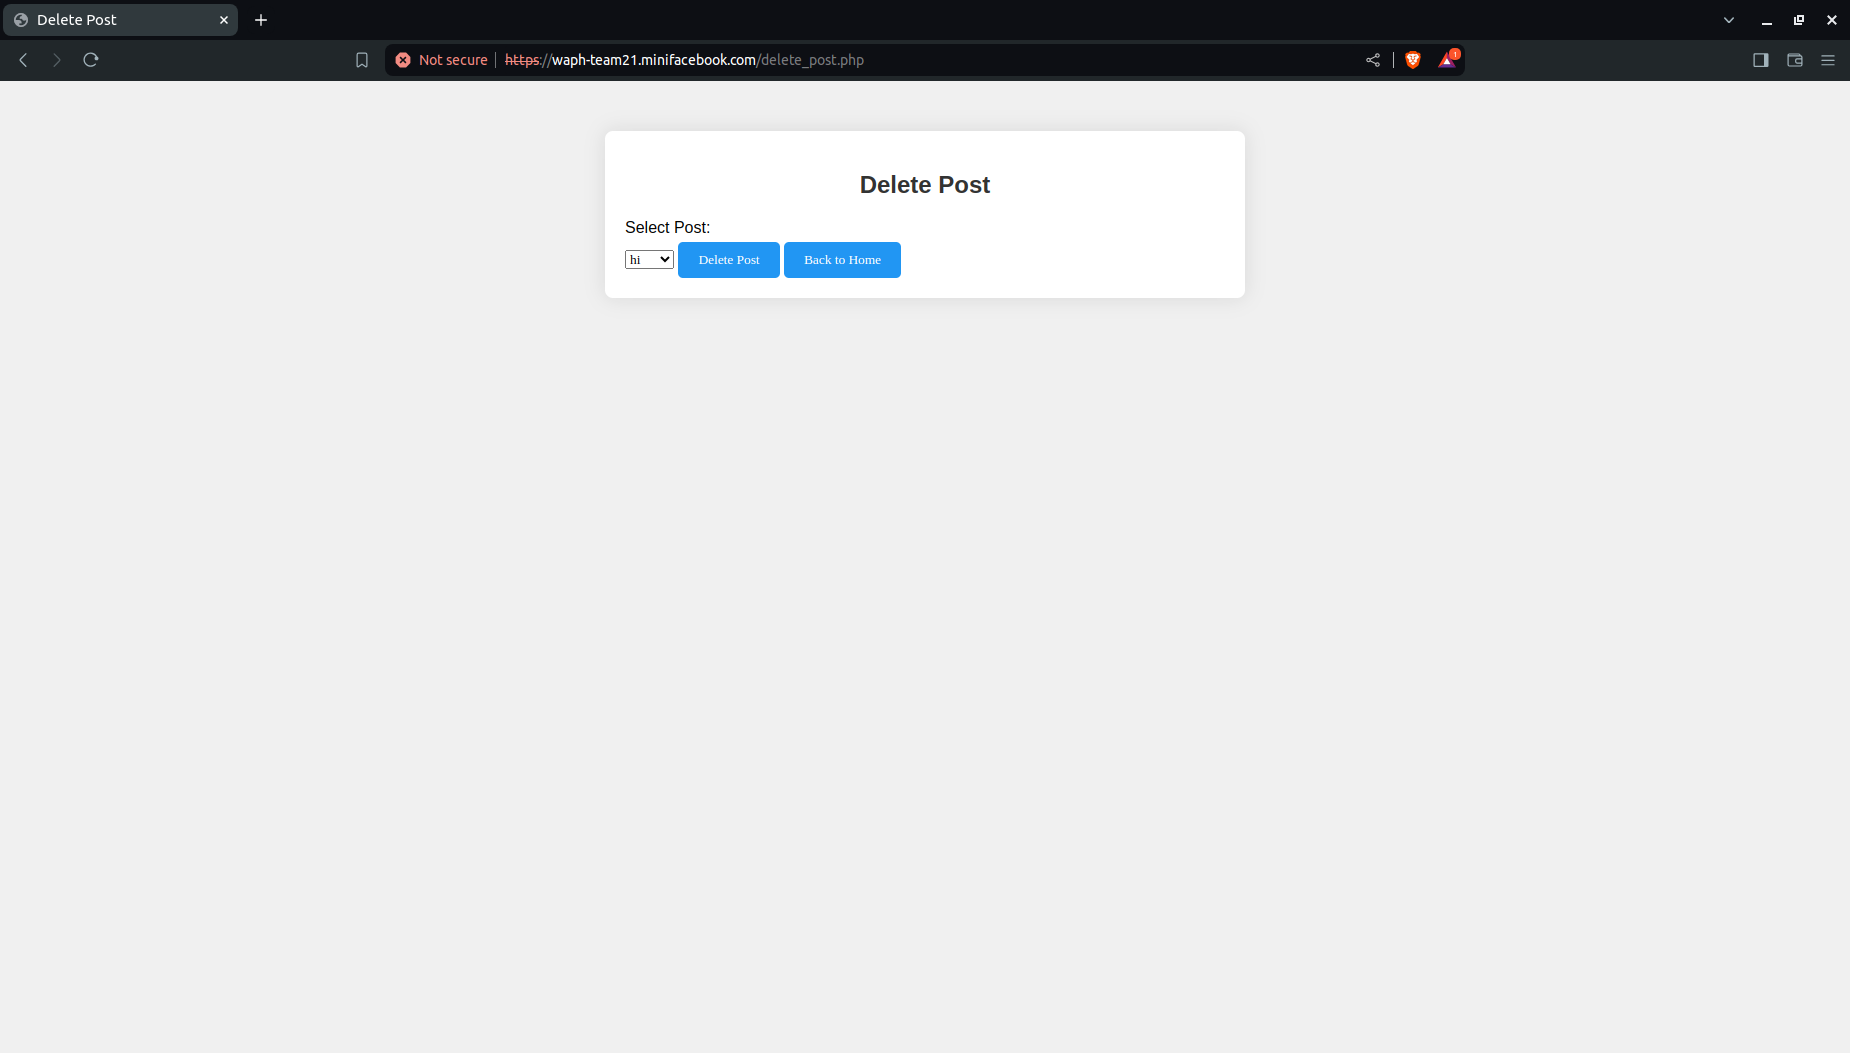 Delete Post
Not secure https://waph-team21.minifacebook.com/delete_post.php
1
Delete Post
Select Post:
hi Delete Post Back to Home